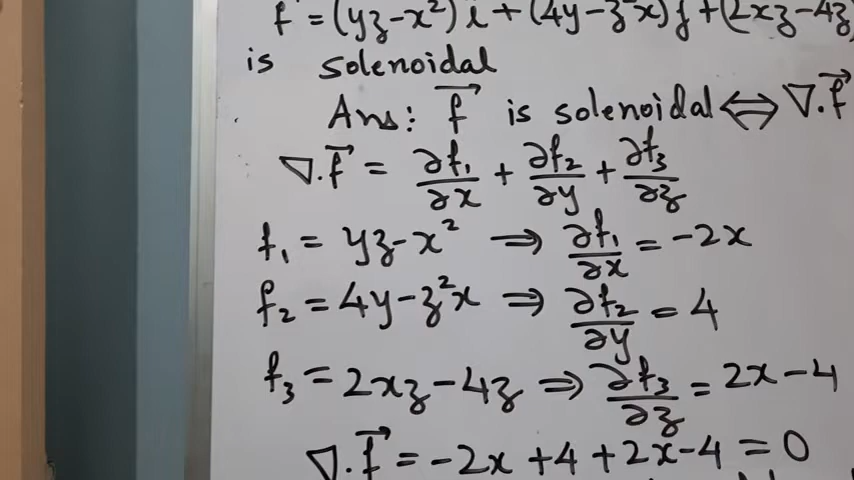 f = (yz-x²)i + (4y-z²x)j + (2xz-4z)
is solenoidal
Ans: f⃗ is solenoidal ⟺ ∇.f⃗
∇.f⃗ = ∂f₁/∂x + ∂f₂/∂y + ∂f₃/∂z
f₁ = yz-x² ⇒ ∂f₁/∂x = -2x
f₂ = 4y-z²x ⇒ ∂f₂/∂y = 4
f₃ = 2xz-4z ⇒ ∂f₃/∂z = 2x-4
∇.f⃗ = -2x+4+2x-4 = 0